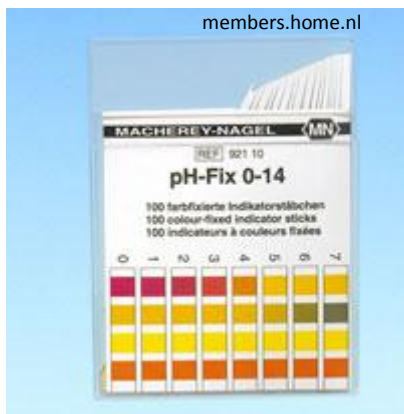 members.home.nl
MACHEREY-NAGEL MN
REF 921 10
pH-Fix 0-14
100 farbfixierte Indikatorstäbchen
100 colour-fixed indicator sticks
100 indicateurs à couleurs fixées
0 1 2 3 4 5 6 7